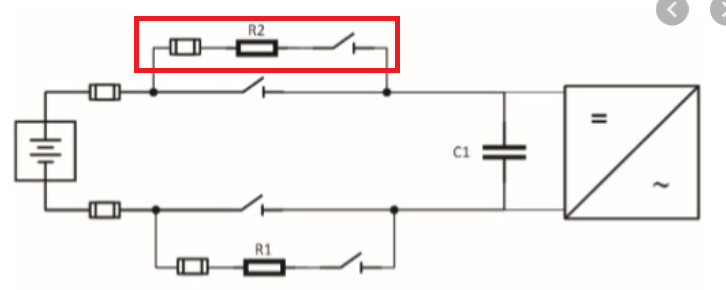 R2
C1
=
~
R1